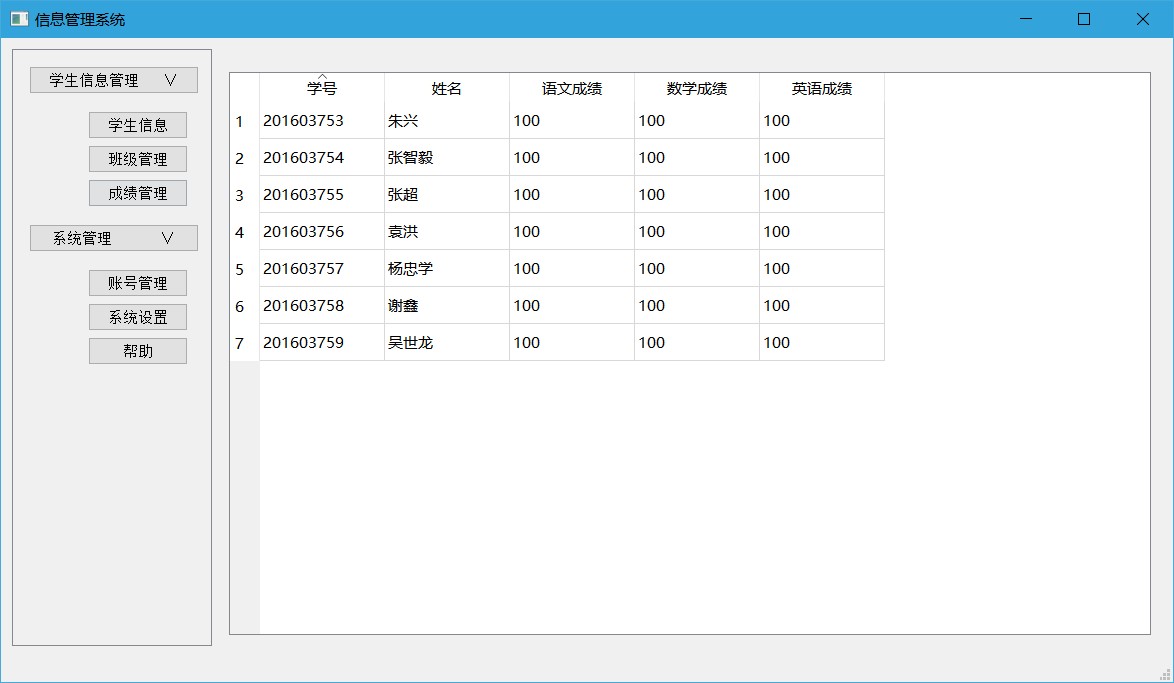 信息管理系统
学生信息管理 ∨
学生信息
班级管理
成绩管理
系统管理 ∨
账号管理
系统设置
帮助
学号 姓名 语文成绩 数学成绩 英语成绩
1 201603753 朱兴 100 100 100
2 201603754 张智毅 100 100 100
3 201603755 张超 100 100 100
4 201603756 袁洪 100 100 100
5 201603757 杨忠学 100 100 100
6 201603758 谢鑫 100 100 100
7 201603759 吴世龙 100 100 100